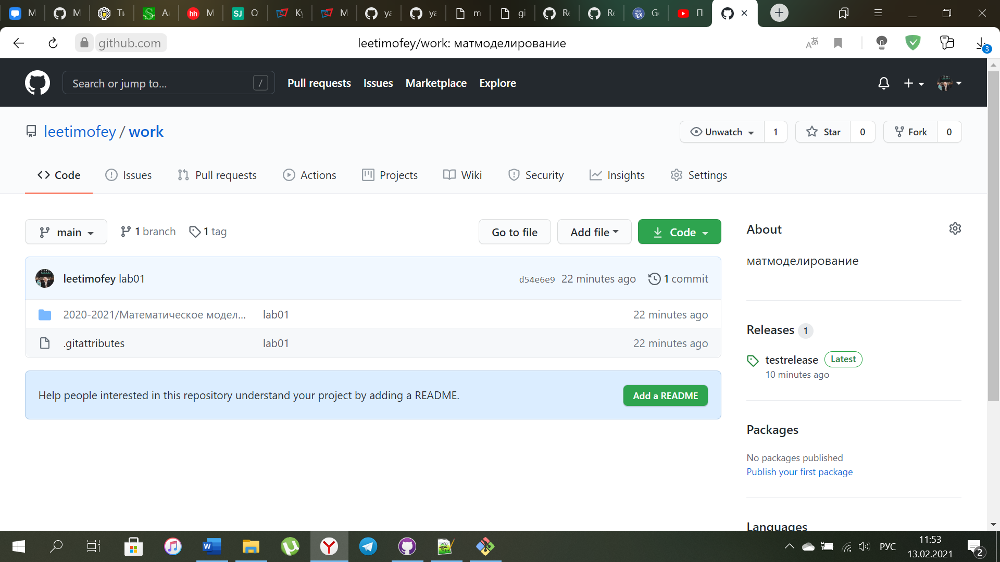 М М Ти А М О Ку М ya ya m gi Re Re Ge П
github.com leetimofey/work: матмоделирование 3
Search or jump to... / Pull requests Issues Marketplace Explore
leetimofey / work Unwatch 1 Star 0 Fork 0
Code Issues Pull requests Actions Projects Wiki Security Insights Settings
main 1 branch 1 tag Go to file Add file Code
About
матмоделирование
leetimofey lab01 d54e6e9 22 minutes ago 1 commit
2020-2021/Математическое модел... lab01 22 minutes ago
.gitattributes lab01 22 minutes ago
Releases 1
testrelease Latest
10 minutes ago
Help people interested in this repository understand your project by adding a README. Add a README
Packages
No packages published
Publish your first package
Languages
РУС 11:53
13.02.2021 2